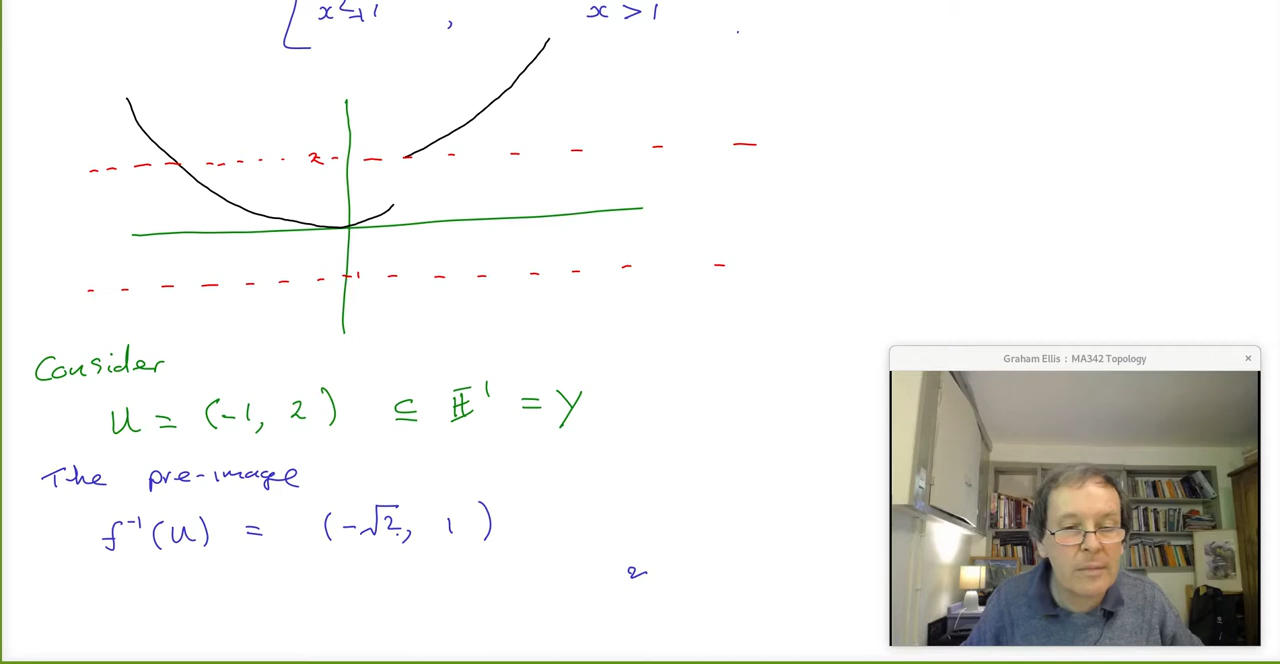 x²+1 , x > 1
2
-1
Consider
U = (-1, 2) ⊆ 𝔼¹ = Y
The pre-image
f⁻¹(U) = (-√2, 1)
2
Graham Ellis : MA342 Topology